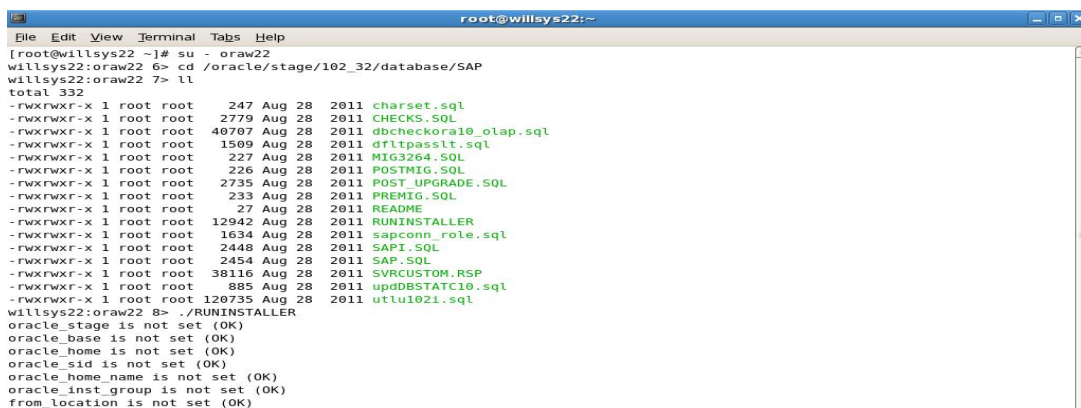 root@willsys22:~
File Edit View Terminal Tabs Help
[root@willsys22 ~]# su - oraw22
willsys22:oraw22 6> cd /oracle/stage/102_32/database/SAP
willsys22:oraw22 7> ll
total 332
-rwxrwxr-x 1 root root 247 Aug 28 2011 charset.sql
-rwxrwxr-x 1 root root 2779 Aug 28 2011 CHECKS.SQL
-rwxrwxr-x 1 root root 40707 Aug 28 2011 dbcheckora10_olap.sql
-rwxrwxr-x 1 root root 1509 Aug 28 2011 dfltpasslt.sql
-rwxrwxr-x 1 root root 227 Aug 28 2011 MIG3264.SQL
-rwxrwxr-x 1 root root 226 Aug 28 2011 POSTMIG.SQL
-rwxrwxr-x 1 root root 2735 Aug 28 2011 POST_UPGRADE.SQL
-rwxrwxr-x 1 root root 233 Aug 28 2011 PREMIG.SQL
-rwxrwxr-x 1 root root 27 Aug 28 2011 README
-rwxrwxr-x 1 root root 12942 Aug 28 2011 RUNINSTALLER
-rwxrwxr-x 1 root root 1634 Aug 28 2011 sapconn_role.sql
-rwxrwxr-x 1 root root 2448 Aug 28 2011 SAPI.SQL
-rwxrwxr-x 1 root root 2454 Aug 28 2011 SAP.SQL
-rwxrwxr-x 1 root root 38116 Aug 28 2011 SVRCUSTOM.RSP
-rwxrwxr-x 1 root root 885 Aug 28 2011 updDBSTATC10.sql
-rwxrwxr-x 1 root root 120735 Aug 28 2011 utlu102i.sql
willsys22:oraw22 8> ./RUNINSTALLER
oracle_stage is not set (OK)
oracle_base is not set (OK)
oracle_home is not set (OK)
oracle_sid is not set (OK)
oracle_home_name is not set (OK)
oracle_inst_group is not set (OK)
from_location is not set (OK)